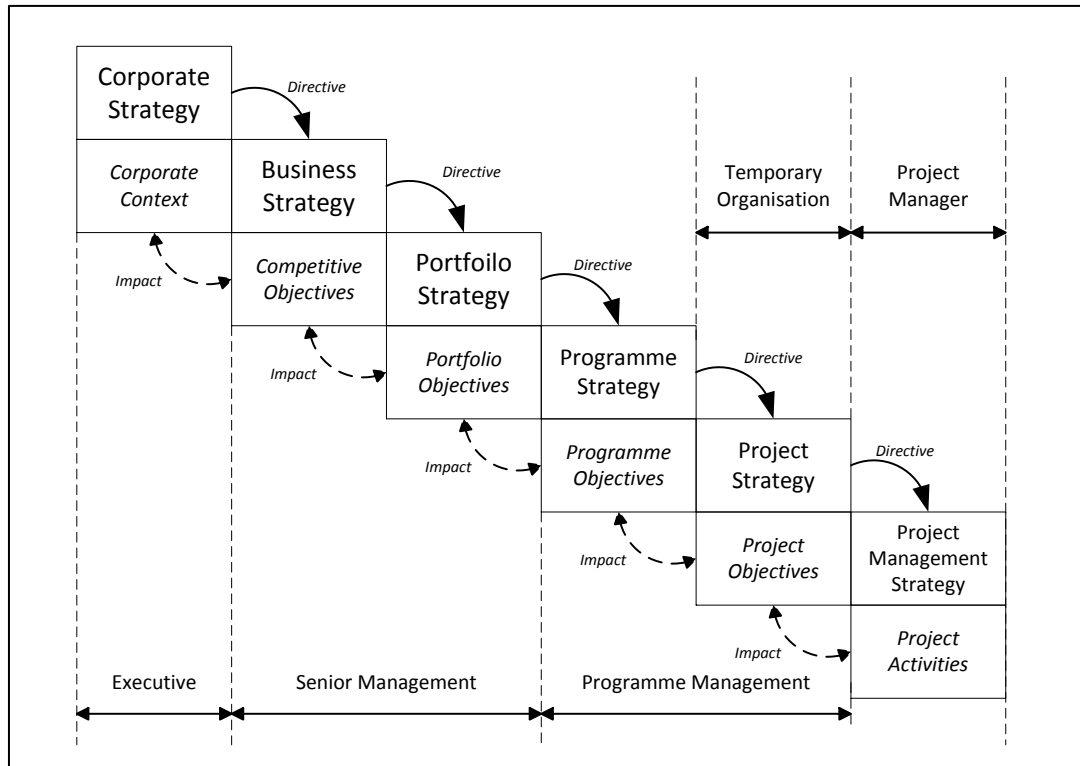 Corporate
Strategy
Directive
Corporate
Context
Business
Strategy
Directive
Temporary
Organisation
Project
Manager
Impact
Competitive
Objectives
Portfoilo
Strategy
Directive
Impact
Portfolio
Objectives
Programme
Strategy
Directive
Impact
Programme
Objectives
Project
Strategy
Directive
Impact
Project
Objectives
Project
Management
Strategy
Impact
Project
Activities
Executive
Senior Management
Programme Management